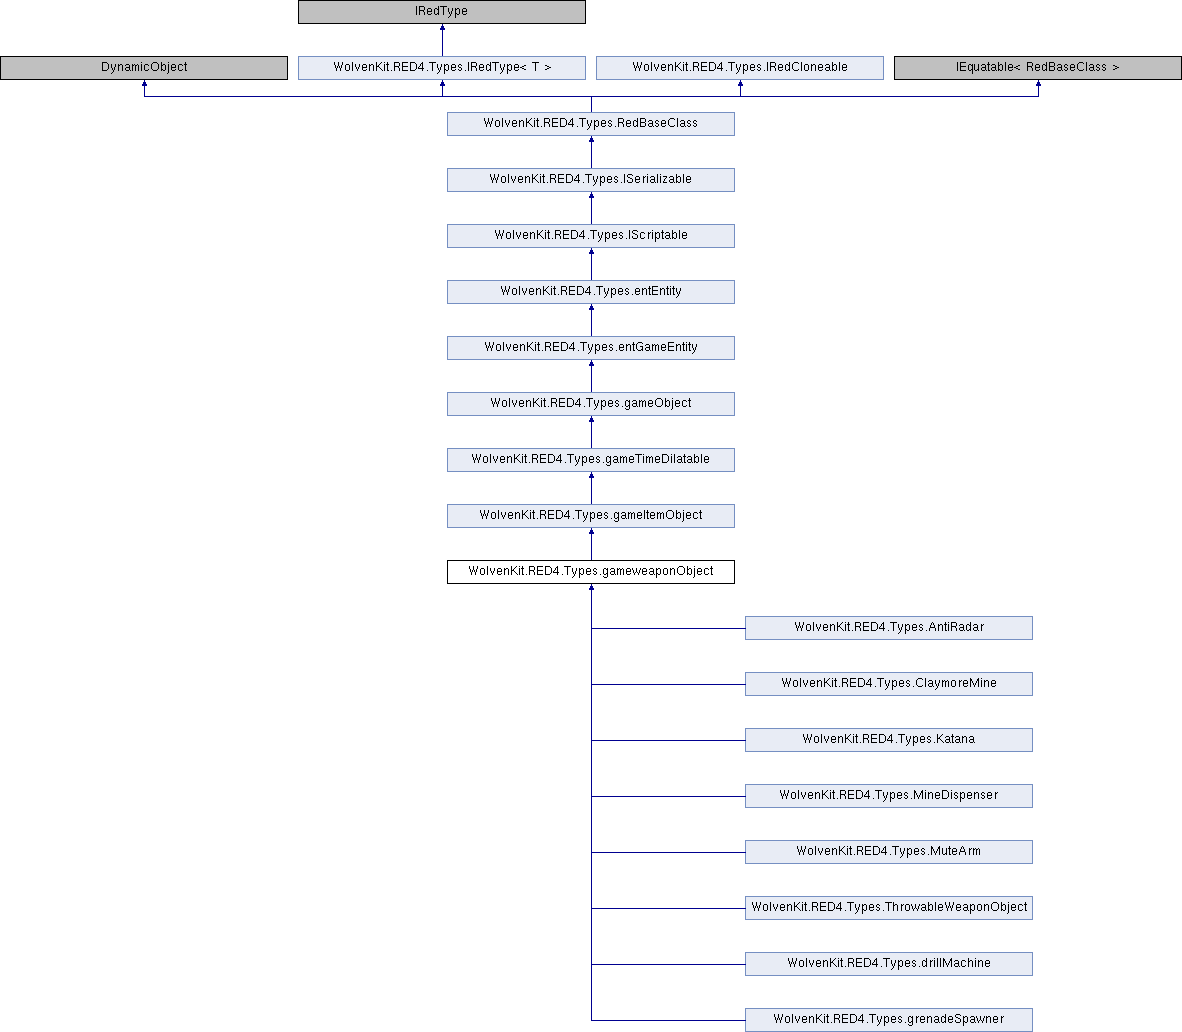 IRedType
DynamicObject
WolvenKit.RED4.Types.IRedType< T >
WolvenKit.RED4.Types.IRedCloneable
IEquatable< RedBaseClass >
WolvenKit.RED4.Types.RedBaseClass
WolvenKit.RED4.Types.ISerializable
WolvenKit.RED4.Types.IScriptable
WolvenKit.RED4.Types.entEntity
WolvenKit.RED4.Types.entGameEntity
WolvenKit.RED4.Types.gameObject
WolvenKit.RED4.Types.gameTimeDilatable
WolvenKit.RED4.Types.gameItemObject
WolvenKit.RED4.Types.gameweaponObject
WolvenKit.RED4.Types.AntiRadar
WolvenKit.RED4.Types.ClaymoreMine
WolvenKit.RED4.Types.Katana
WolvenKit.RED4.Types.MineDispenser
WolvenKit.RED4.Types.MuteArm
WolvenKit.RED4.Types.ThrowableWeaponObject
WolvenKit.RED4.Types.drillMachine
WolvenKit.RED4.Types.grenadeSpawner